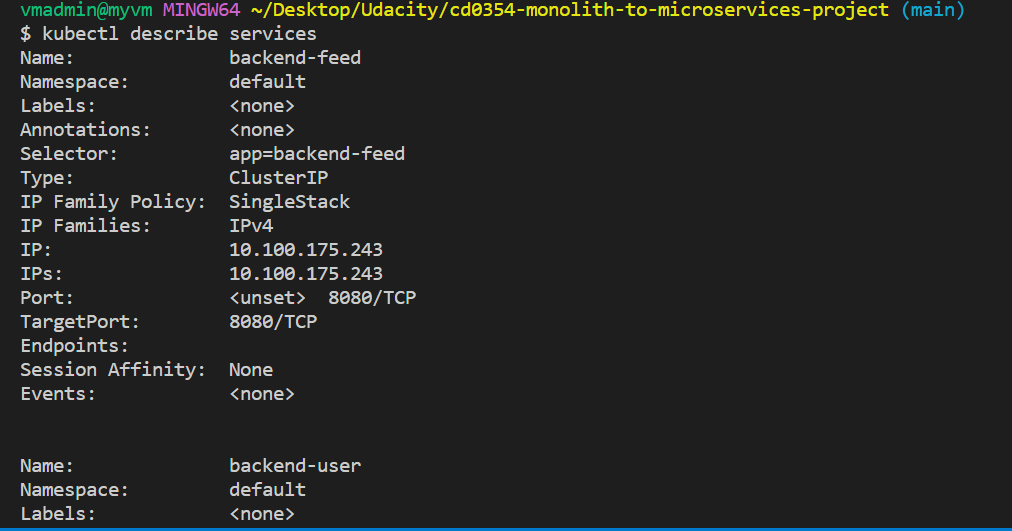 vmadmin@myvm MINGW64 ~/Desktop/Udacity/cd0354-monolith-to-microservices-project (main)
$ kubectl describe services
Name:              backend-feed
Namespace:         default
Labels:            <none>
Annotations:       <none>
Selector:          app=backend-feed
Type:              ClusterIP
IP Family Policy:  SingleStack
IP Families:       IPv4
IP:                10.100.175.243
IPs:               10.100.175.243
Port:              <unset>  8080/TCP
TargetPort:        8080/TCP
Endpoints:
Session Affinity:  None
Events:            <none>
Name:              backend-user
Namespace:         default
Labels:            <none>